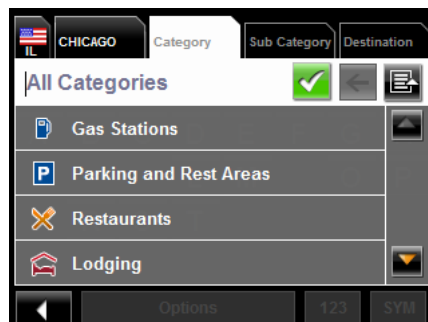 IL CHICAGO Category Sub Category Destination
All Categories
Gas Stations
P Parking and Rest Areas
Restaurants
Lodging
Options 123 SYM